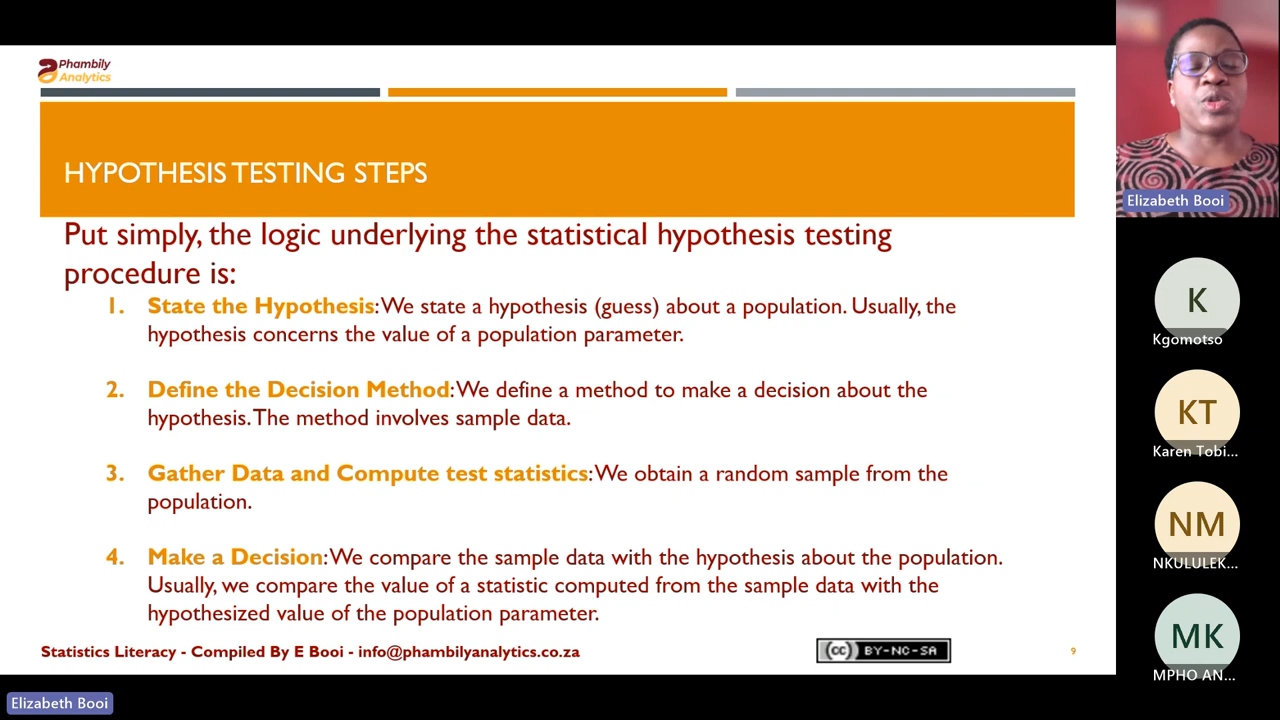 Phambily
Analytics
HYPOTHESIS TESTING STEPS
Put simply, the logic underlying the statistical hypothesis testing
procedure is:
1. State the Hypothesis: We state a hypothesis (guess) about a population. Usually, the
hypothesis concerns the value of a population parameter.
2. Define the Decision Method: We define a method to make a decision about the
hypothesis. The method involves sample data.
3. Gather Data and Compute test statistics: We obtain a random sample from the
population.
4. Make a Decision: We compare the sample data with the hypothesis about the population.
Usually, we compare the value of a statistic computed from the sample data with the
hypothesized value of the population parameter.
Statistics Literacy - Compiled By E Booi - info@phambilyanalytics.co.za
cc BY-NC-SA
9
Elizabeth Booi
K
Kgomotso
KT
Karen Tobi...
NM
NKULULEK...
MK
MPHO AN...
Elizabeth Booi